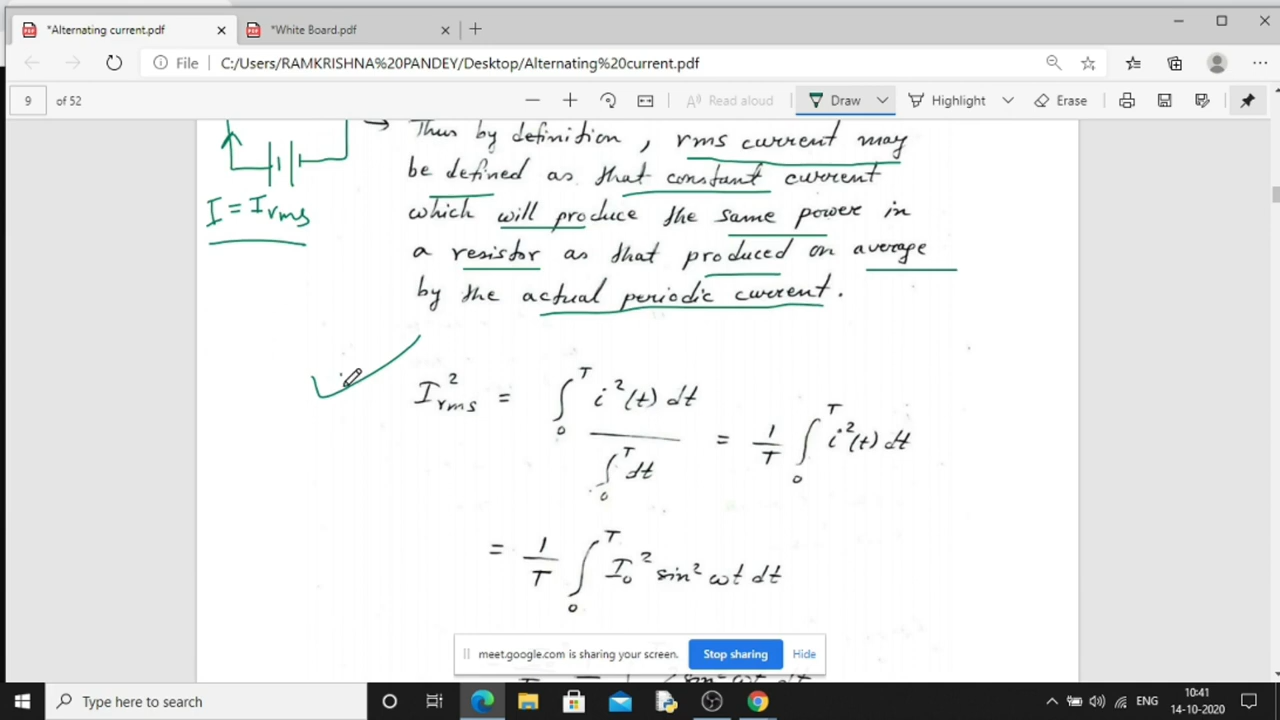 *Alternating current.pdf
*White Board.pdf
File
C:/Users/RAMKRISHNA%20PANDEY/Desktop/Alternating%20current.pdf
9 of 52
Read aloud
Draw
Highlight
Erase
→ Thus by definition, rms current may
be defined as that constant current
I = I rms
which will produce the same power in
a resistor as that produced on average
by the actual periodic current.
I²rms = ∫₀ᵀ i²(t) dt / ∫₀ᵀ dt = 1/T ∫₀ᵀ i²(t) dt
= 1/T ∫₀ᵀ I₀² sin² ωt dt
meet.google.com is sharing your screen.
Stop sharing
Hide
Type here to search
ENG
10:41
14-10-2020